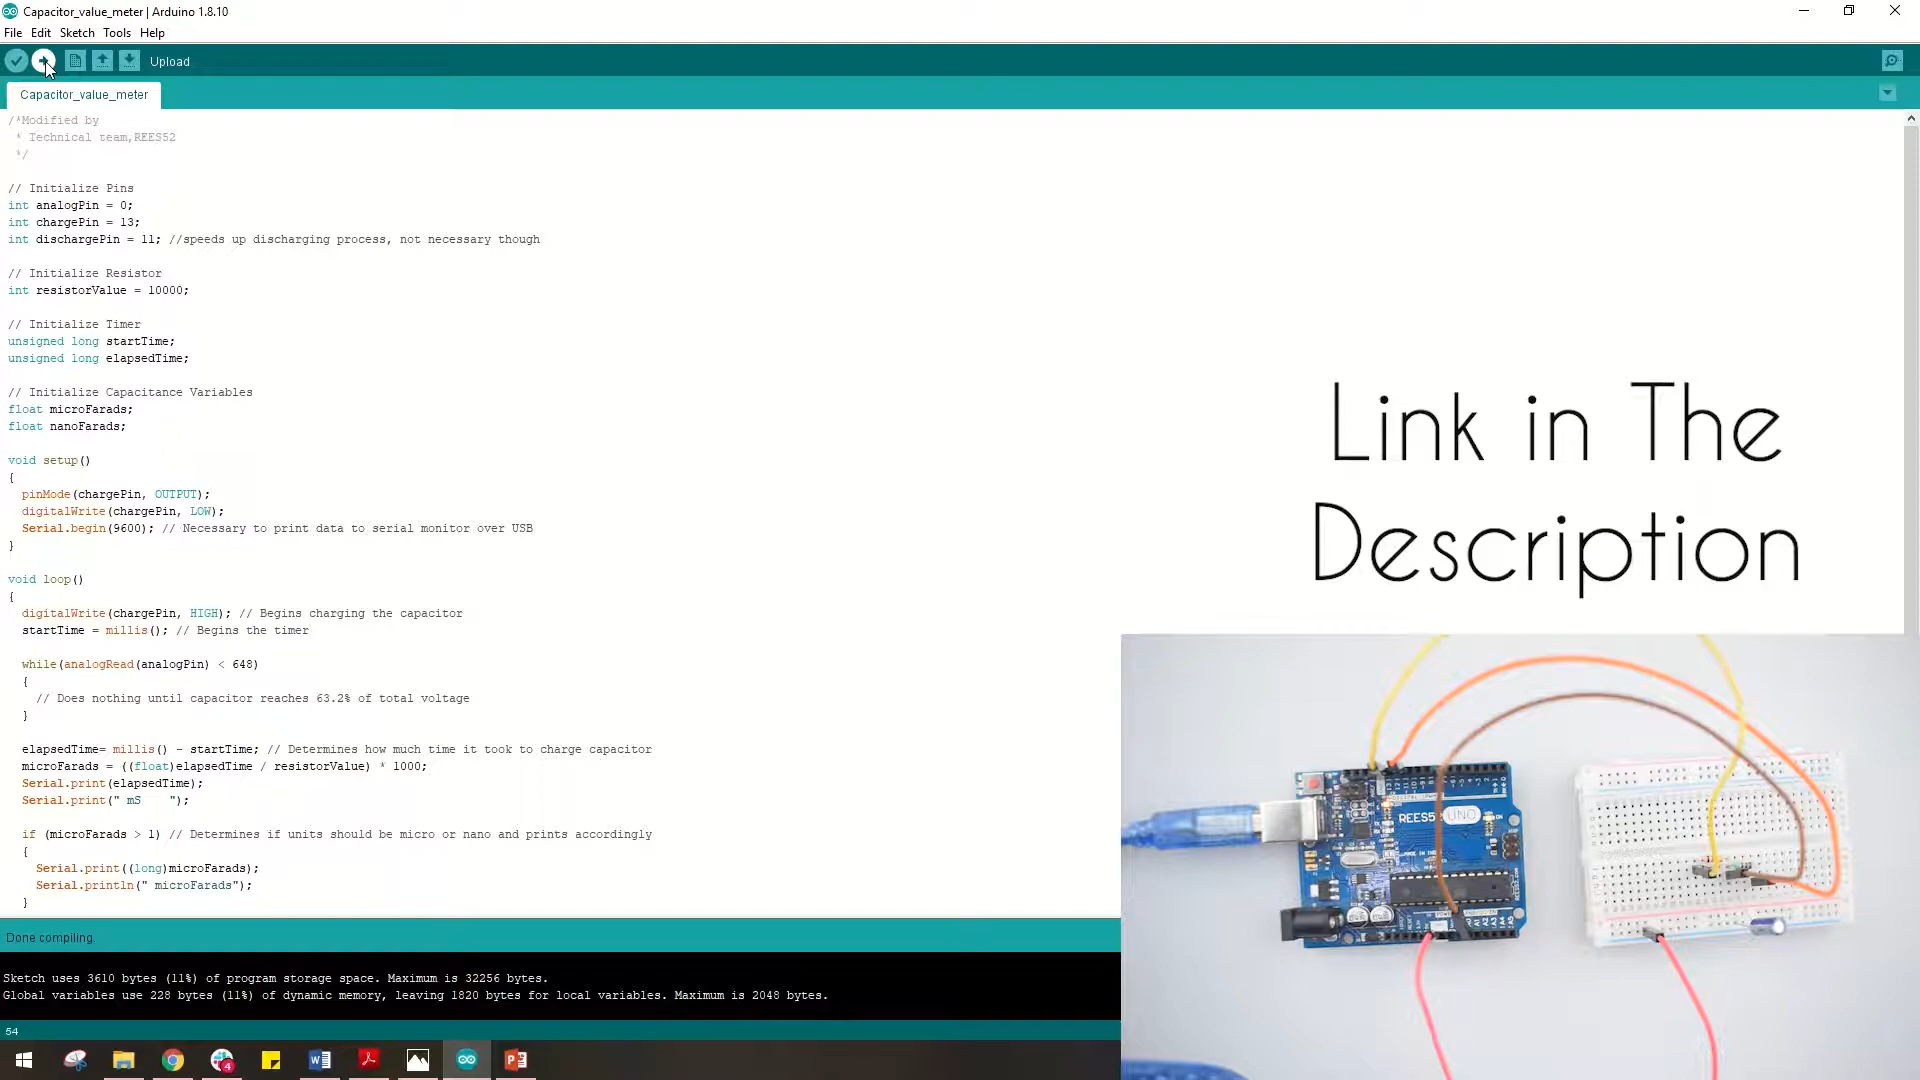 Capacitor_value_meter | Arduino 1.8.10
File Edit Sketch Tools Help
Upload
Capacitor_value_meter
/*Modified by
 * Technical team,REES52
 */
// Initialize Pins
int analogPin = 0;
int chargePin = 13;
int dischargePin = 11; //speeds up discharging process, not necessary though
// Initialize Resistor
int resistorValue = 10000;
// Initialize Timer
unsigned long startTime;
unsigned long elapsedTime;
// Initialize Capacitance Variables
float microFarads;
float nanoFarads;
void setup()
{
pinMode(chargePin, OUTPUT);
digitalWrite(chargePin, LOW);
Serial.begin(9600); // Necessary to print data to serial monitor over USB
}
void loop()
{
digitalWrite(chargePin, HIGH); // Begins charging the capacitor
startTime = millis(); // Begins the timer
while(analogRead(analogPin) < 648)
{
// Does nothing until capacitor reaches 63.2% of total voltage
}
elapsedTime= millis() - startTime; // Determines how much time it took to charge capacitor
microFarads = ((float)elapsedTime / resistorValue) * 1000;
Serial.print(elapsedTime);
Serial.print(" mS    ");
if (microFarads > 1) // Determines if units should be micro or nano and prints accordingly
{
Serial.print((long)microFarads);
Serial.println(" microFarads");
}
Link in The
Description
REES52 UNO
Done compiling.
Sketch uses 3610 bytes (11%) of program storage space. Maximum is 32256 bytes.
Global variables use 228 bytes (11%) of dynamic memory, leaving 1820 bytes for local variables. Maximum is 2048 bytes.
54
4